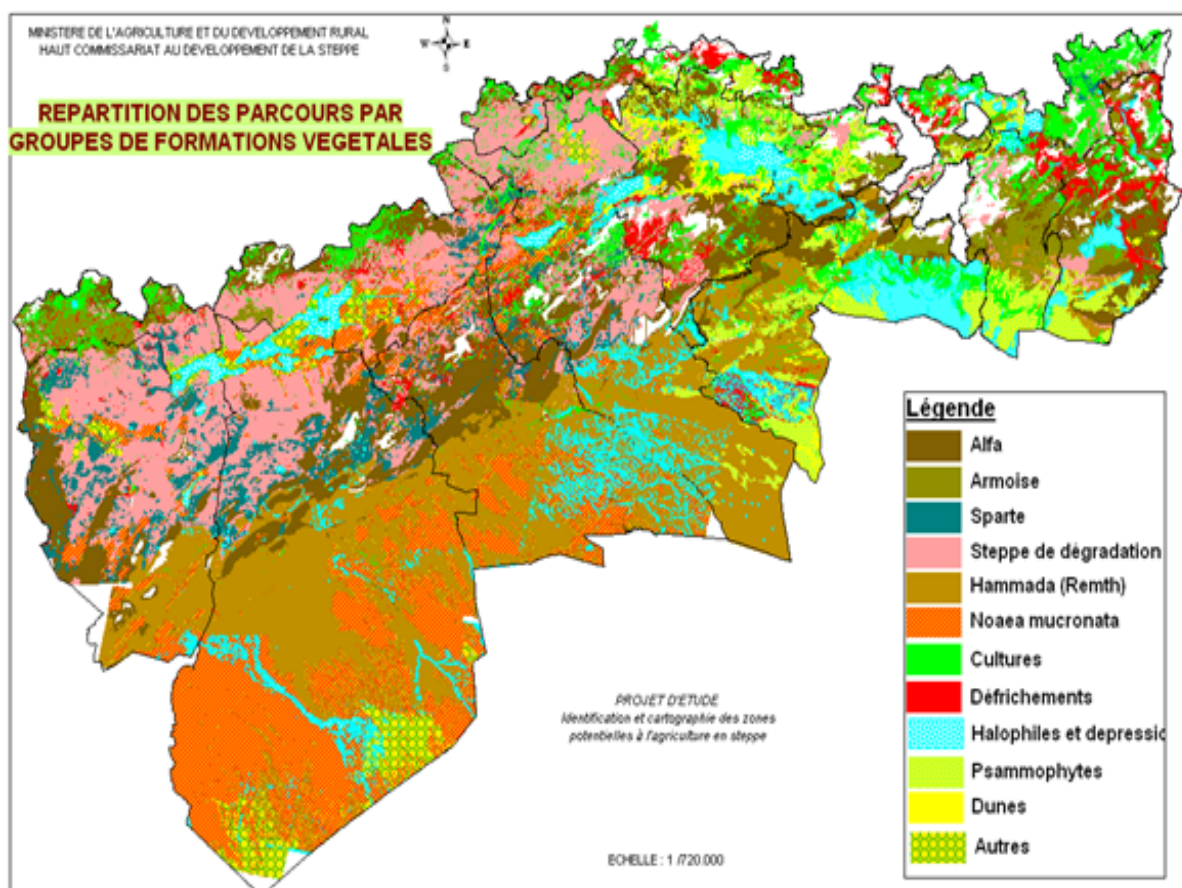 MINISTERE DE L'AGRICULTURE ET DU DEVELOPPEMENT RURAL
HAUT COMMISSARIAT AU DEVELOPPEMENT DE LA STEPPE
N
W E
S
REPARTITION DES PARCOURS PAR
GROUPES DE FORMATIONS VEGETALES
Légende
Alfa
Armoise
Sparte
Steppe de dégradation
Hammada (Remth)
Noaea mucronata
Cultures
Défrichements
Halophiles et depressic
Psammophytes
Dunes
Autres
PROJET D'ETUDE
Identification et cartographie des zones
potentielles à l'agriculture en steppe
ECHELLE : 1 /720.000